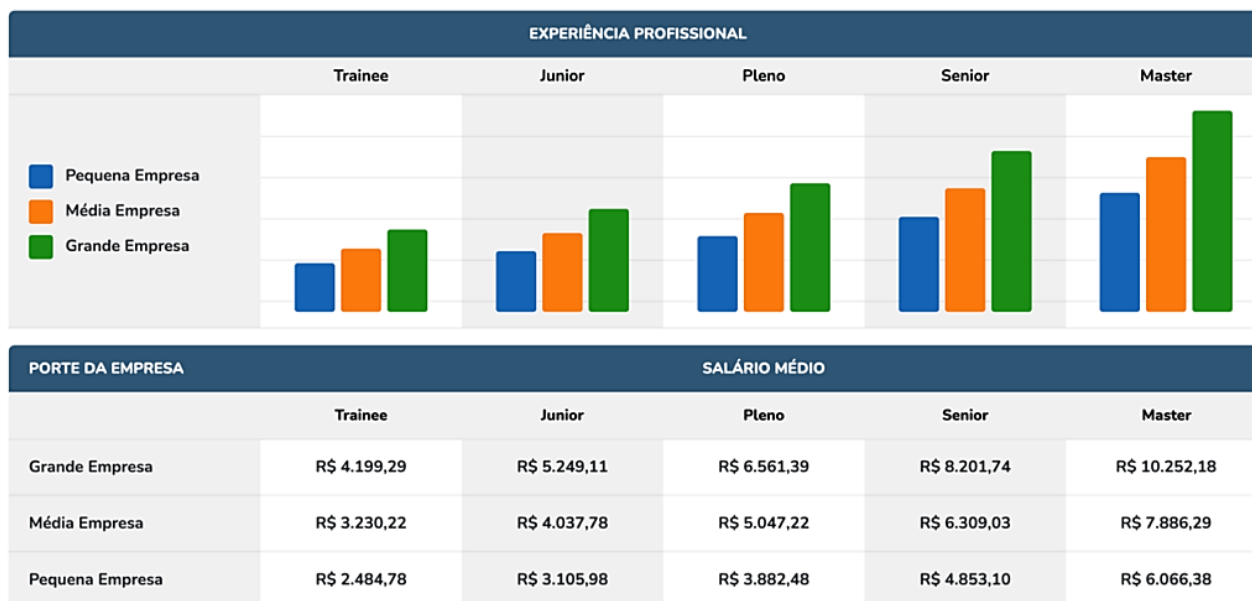 EXPERIÊNCIA PROFISSIONAL
Trainee Junior Pleno Senior Master
Pequena Empresa
Média Empresa
Grande Empresa
PORTE DA EMPRESA SALÁRIO MÉDIO
Trainee Junior Pleno Senior Master
Grande Empresa R$ 4.199,29 R$ 5.249,11 R$ 6.561,39 R$ 8.201,74 R$ 10.252,18
Média Empresa R$ 3.230,22 R$ 4.037,78 R$ 5.047,22 R$ 6.309,03 R$ 7.886,29
Pequena Empresa R$ 2.484,78 R$ 3.105,98 R$ 3.882,48 R$ 4.853,10 R$ 6.066,38